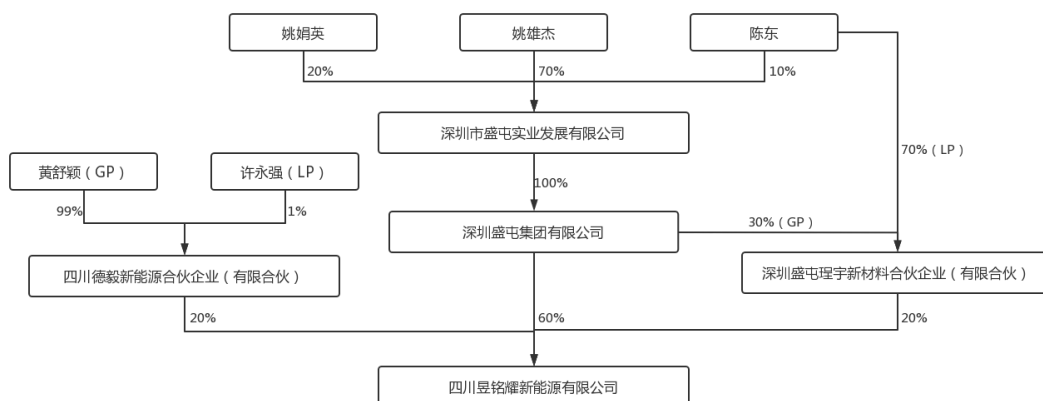 姚娟英
姚雄杰
陈东
20%
70%
10%
深圳市盛屯实业发展有限公司
黄舒颖（GP）
许永强（LP）
70%（LP）
100%
99%
1%
深圳盛屯集团有限公司
30%（GP）
四川德毅新能源合伙企业（有限合伙）
深圳盛屯珵宇新材料合伙企业（有限合伙）
20%
60%
20%
四川昱铭耀新能源有限公司